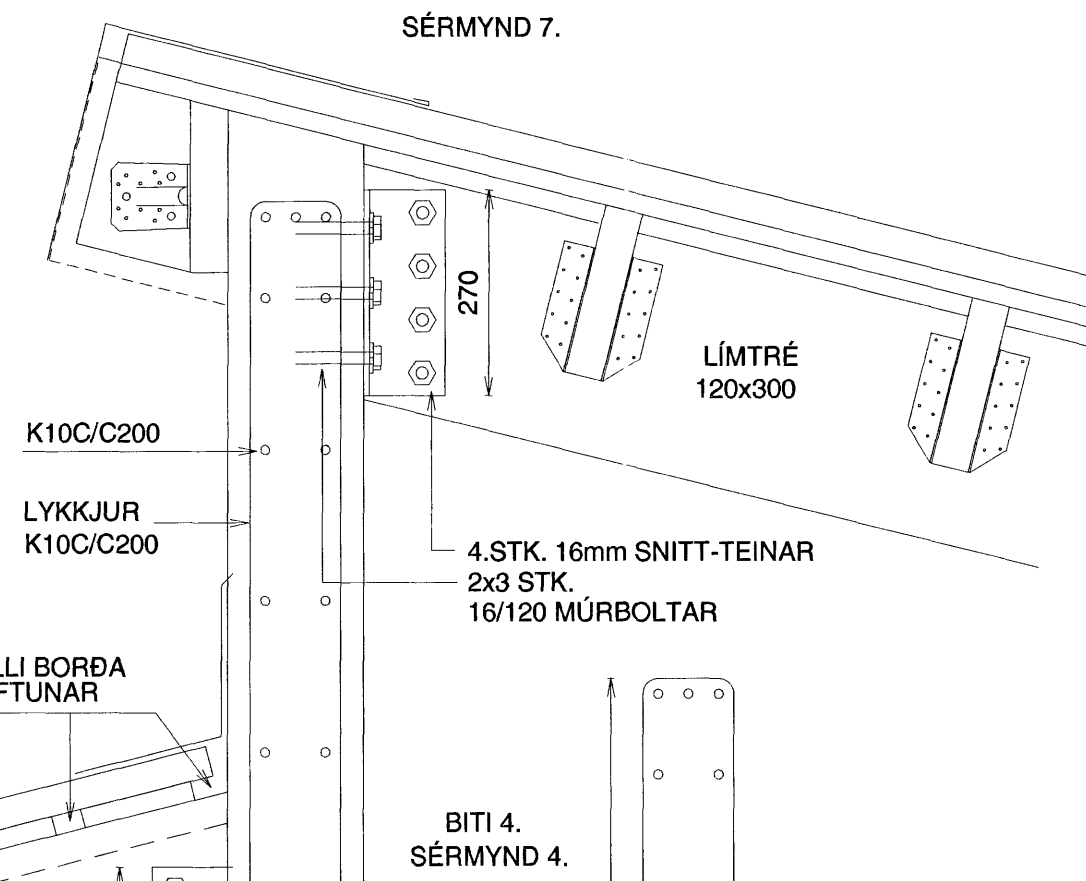 SÉRMYND 7.
270
LÍMTRÉ
120x300
K10C/C200
LYKKJUR
K10C/C200
4.STK. 16mm SNITT-TEINAR
2x3 STK.
16/120 MÚRBOLTAR
BORÐA
BITI 4.
SÉRMYND 4.